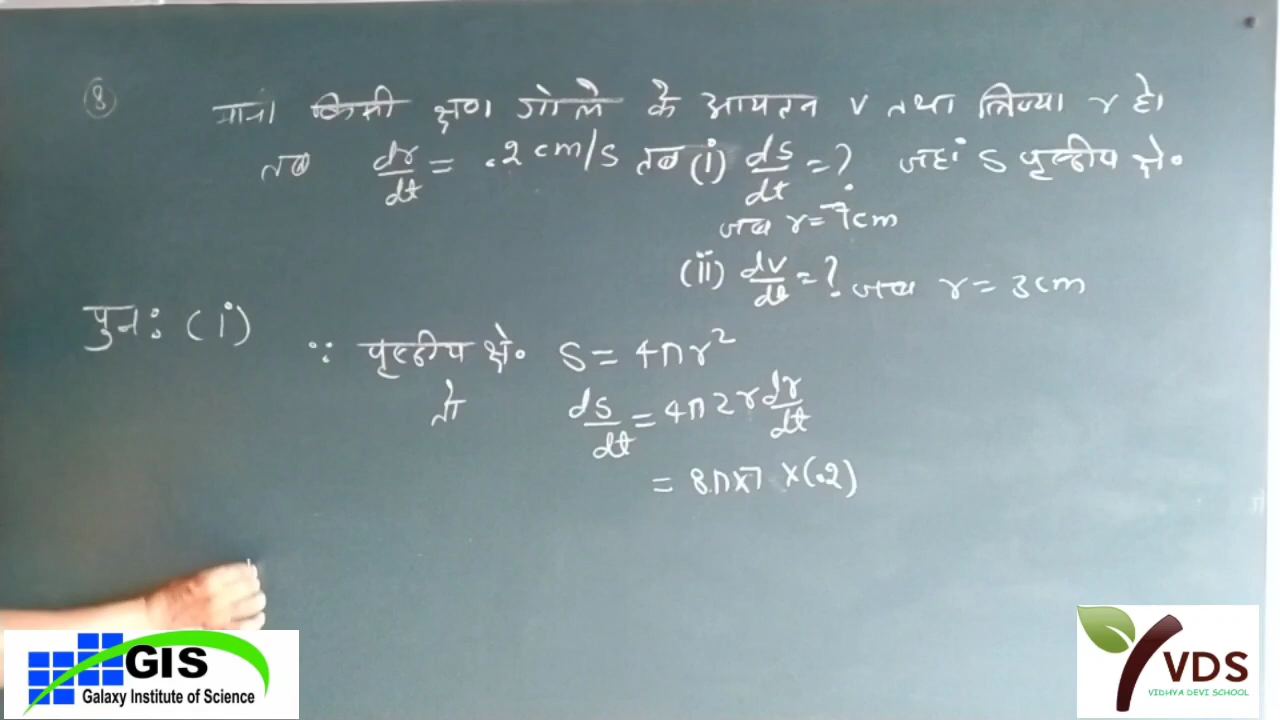 8
माना किसी क्षण गोले के आयतन V तथा त्रिज्या r है।
तब dr/dt = .2 cm/s तब (i) ds/dt = ? जहां S पृष्ठीय क्षे०
जब r = 7cm
(ii) dv/dt = ? जब r = 3cm
पुनः (i)
∵ पृष्ठीय क्षे० S = 4πr²
तो ds/dt = 4π2r dr/dt
= 8π×7 ×(.2)
GIS
Galaxy Institute of Science
VDS
VIDHYA DEVI SCHOOL